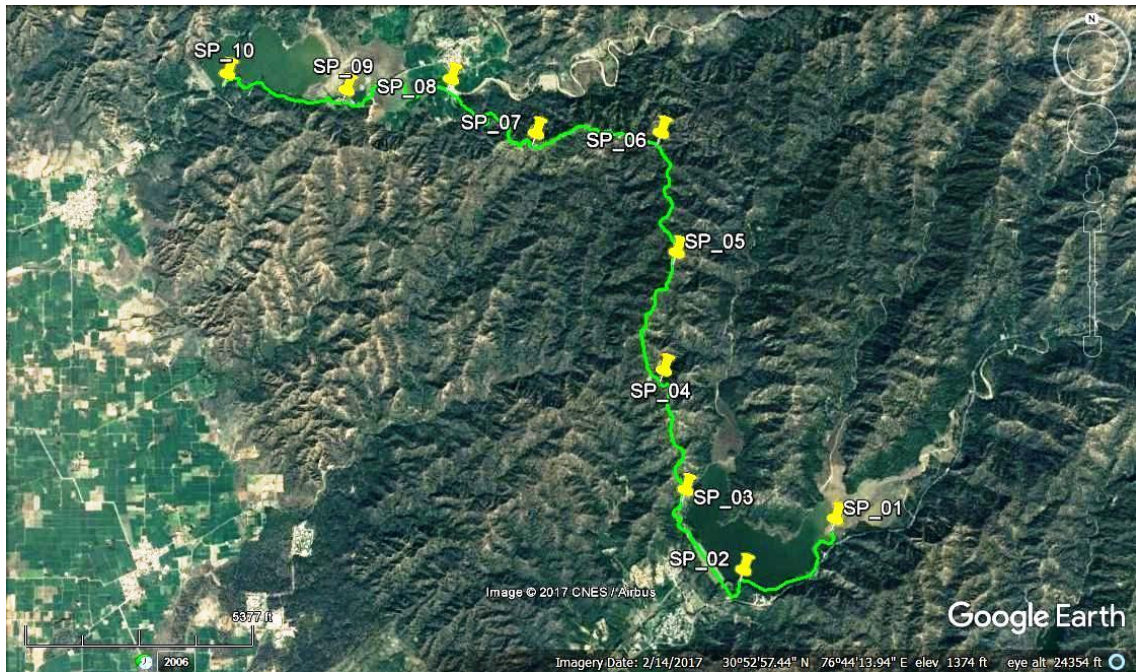 N
SP_10
SP_09
SP_08
SP_07
SP_06
SP_05
SP_04
SP_03
SP_01
SP_02
Image © 2017 CNES / Airbus
5377 ft
Google Earth
2006
Imagery Date: 2/14/2017 30°52'57.44" N 76°44'13.94" E elev 1374 ft eye alt 24354 ft